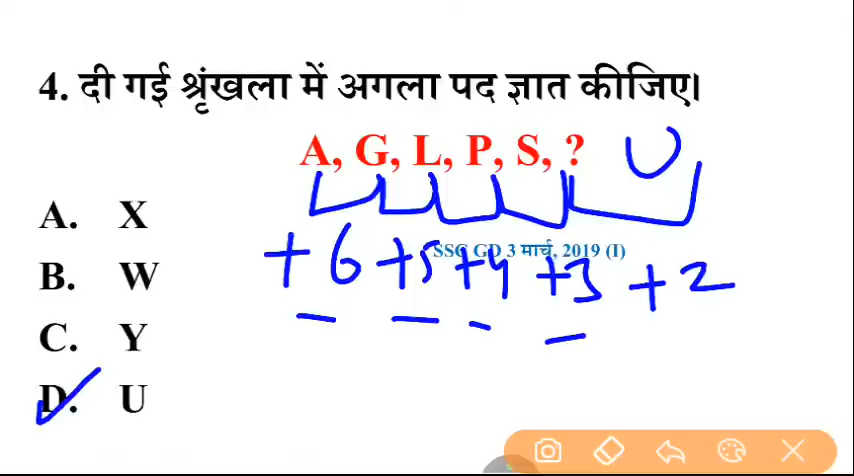 4. दी गई श्रृंखला में अगला पद ज्ञात कीजिए।
A, G, L, P, S, ? U
SSC GD 3 मार्च, 2019 (I)
+6 +5 +4 +3 +2
A. X
B. W
C. Y
D. U